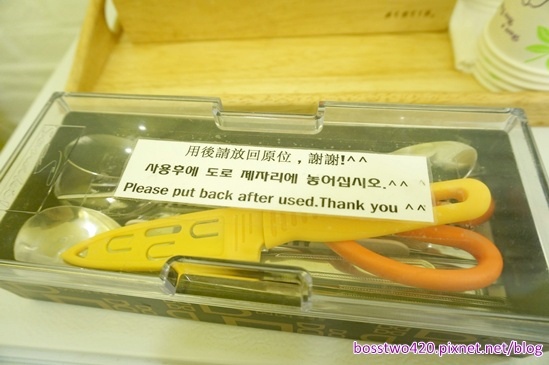 用後請放回原位，謝謝!^^
사용후에 도로 제자리에 놓어십시오.^^
Please put back after used.Thank you ^^
bosstwo420.pixnet.net/blog